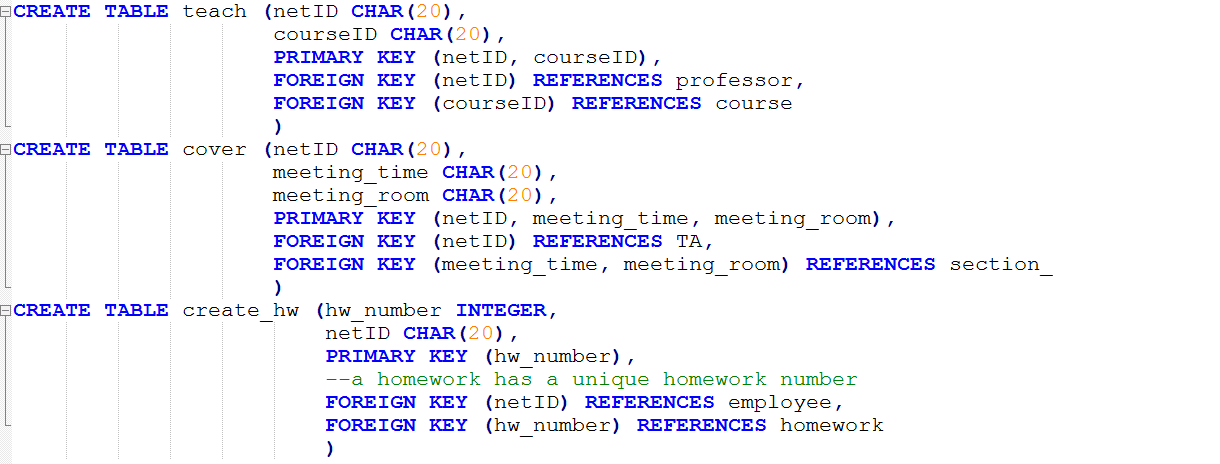 CREATE TABLE teach (netID CHAR(20),
courseID CHAR(20),
PRIMARY KEY (netID, courseID),
FOREIGN KEY (netID) REFERENCES professor,
FOREIGN KEY (courseID) REFERENCES course
)
CREATE TABLE cover (netID CHAR(20),
meeting_time CHAR(20),
meeting_room CHAR(20),
PRIMARY KEY (netID, meeting_time, meeting_room),
FOREIGN KEY (netID) REFERENCES TA,
FOREIGN KEY (meeting_time, meeting_room) REFERENCES section_
)
CREATE TABLE create_hw (hw_number INTEGER,
netID CHAR(20),
PRIMARY KEY (hw_number),
--a homework has a unique homework number
FOREIGN KEY (netID) REFERENCES employee,
FOREIGN KEY (hw_number) REFERENCES homework
)